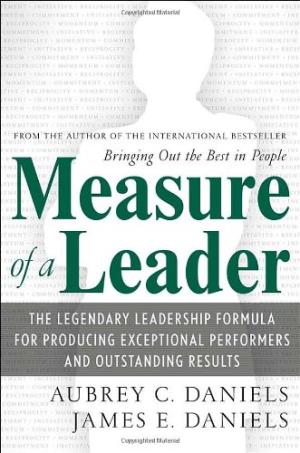 FROM THE AUTHOR OF THE INTERNATIONAL BESTSELLER
Bringing Out the Best in People
Measure
of a Leader
THE LEGENDARY LEADERSHIP FORMULA
FOR PRODUCING EXCEPTIONAL PERFORMERS
AND OUTSTANDING RESULTS
AUBREY C. DANIELS
JAMES E. DANIELS